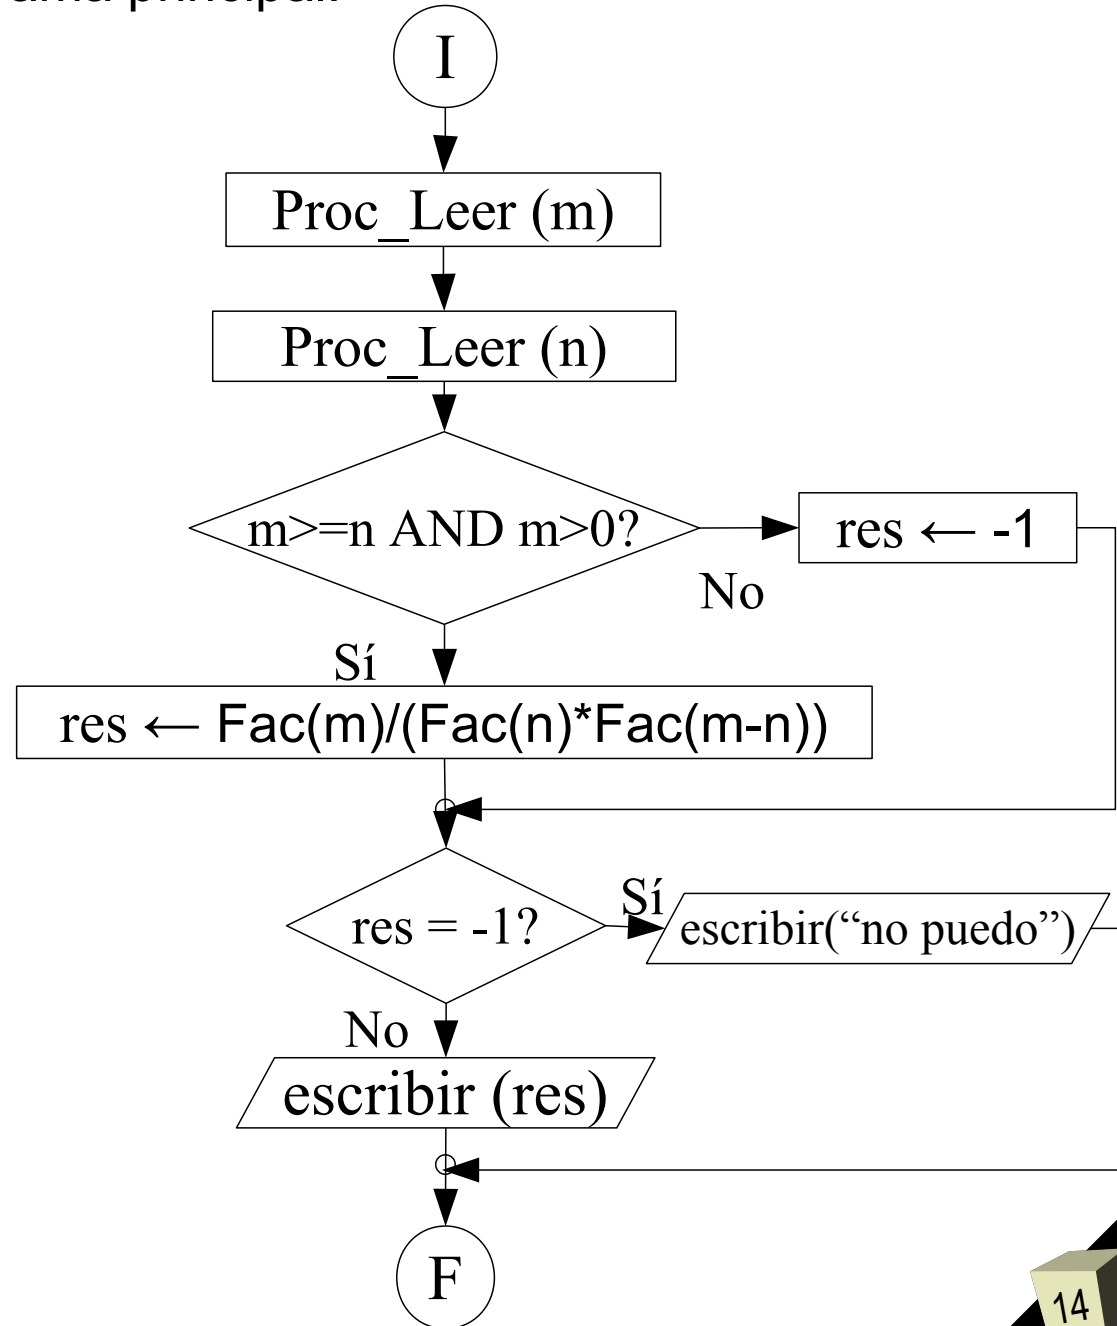 I
Proc_Leer (m)
Proc_Leer (n)
m>=n AND m>0?
res ← -1
No
Sí
res ← Fac(m)/(Fac(n)*Fac(m-n))
res = -1?
Sí
escribir(“no puedo”)
No
escribir (res)
F
14